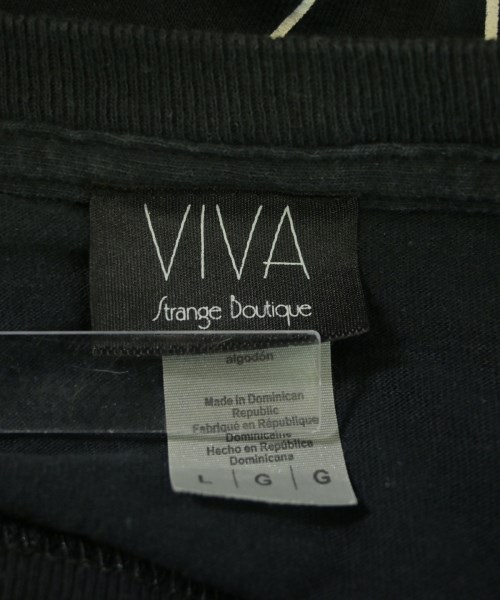 VIVA
Strange Boutique
algodón
Made in Dominican
Republic
Fabriqué en République
Dominicaine
Hecho en República
Dominicana
L | G | G